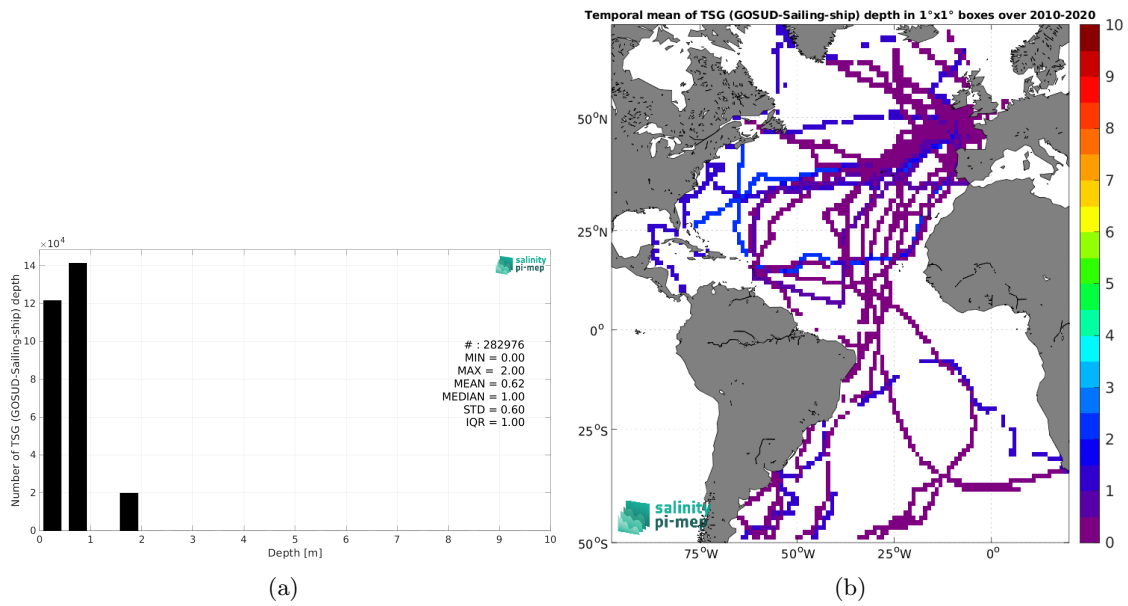 ×10⁴
14
12
10
8
6
4
2
0
Number of TSG (GOSUD-Sailing-ship) depth
0 1 2 3 4 5 6 7 8 9 10
Depth [m]
salinity
pi-mep
# : 282976
MIN = 0.00
MAX = 2.00
MEAN = 0.62
MEDIAN = 1.00
STD = 0.60
IQR = 1.00
(a)
Temporal mean of TSG (GOSUD-Sailing-ship) depth in 1°x1° boxes over 2010-2020
50°N
25°N
0°
25°S
50°S
75°W 50°W 25°W 0°
salinity
pi-mep
10
9
8
7
6
5
4
3
2
1
0
(b)